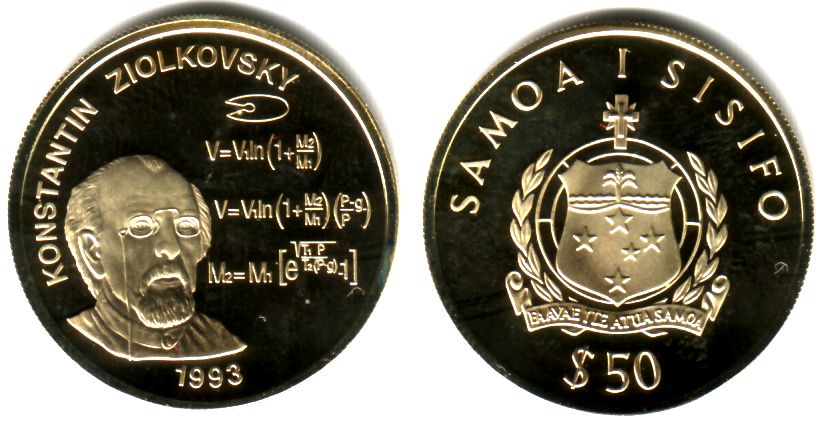 KONSTANTIN ZIOLKOVSKY
V=V₁ln(1+M₂/M₁)
V=V₁ln(1+M₂/M₁)(P-g/P)
1993
SAMOA I SISIFO
FAAVAE I LE ATUA SAMOA
$50